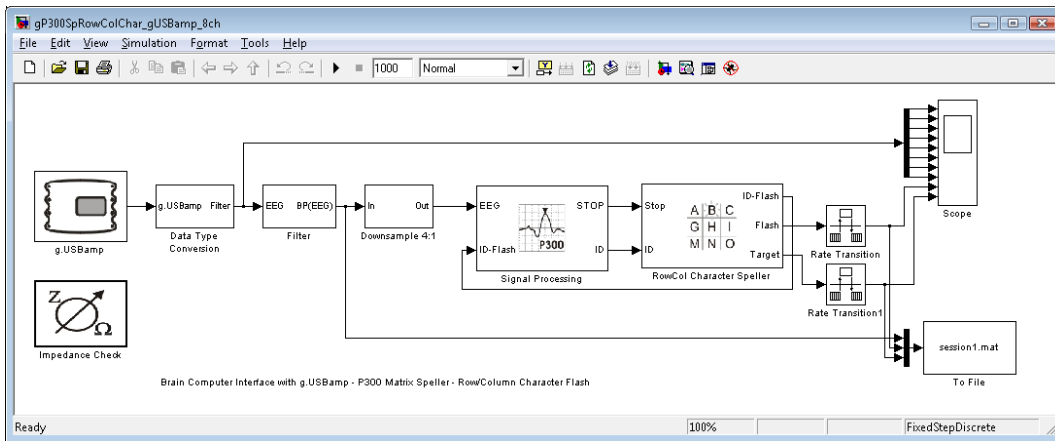 gP300SpRowColChar_gUSBamp_8ch
File Edit View Simulation Format Tools Help
1000 Normal
g.USBamp
g.USBamp Filter
Data Type
Conversion
EEG BP(EEG)
Filter
In Out
Downsample 4:1
EEG STOP
ID-Flash ID
P300
Signal Processing
Stop ID-Flash
Flash
ID Target
A B C
G H I
M N O
RowCol Character Speller
Rate Transition
Rate Transition1
Scope
Z Ω
Impedance Check
session1.mat
To File
Brain Computer Interface with g.USBamp - P300 Matrix Speller - Row/Column Character Flash
Ready 100% FixedStepDiscrete